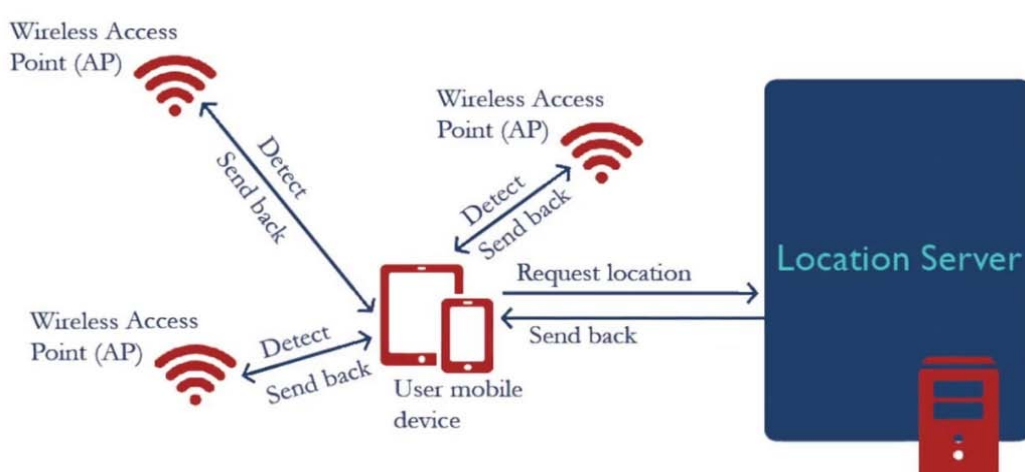 Wireless Access
Point (AP)
Detect
Send back
Wireless Access
Point (AP)
Detect
Send back
Location Server
Request location
Send back
Wireless Access
Point (AP)
Detect
Send back
User mobile
device